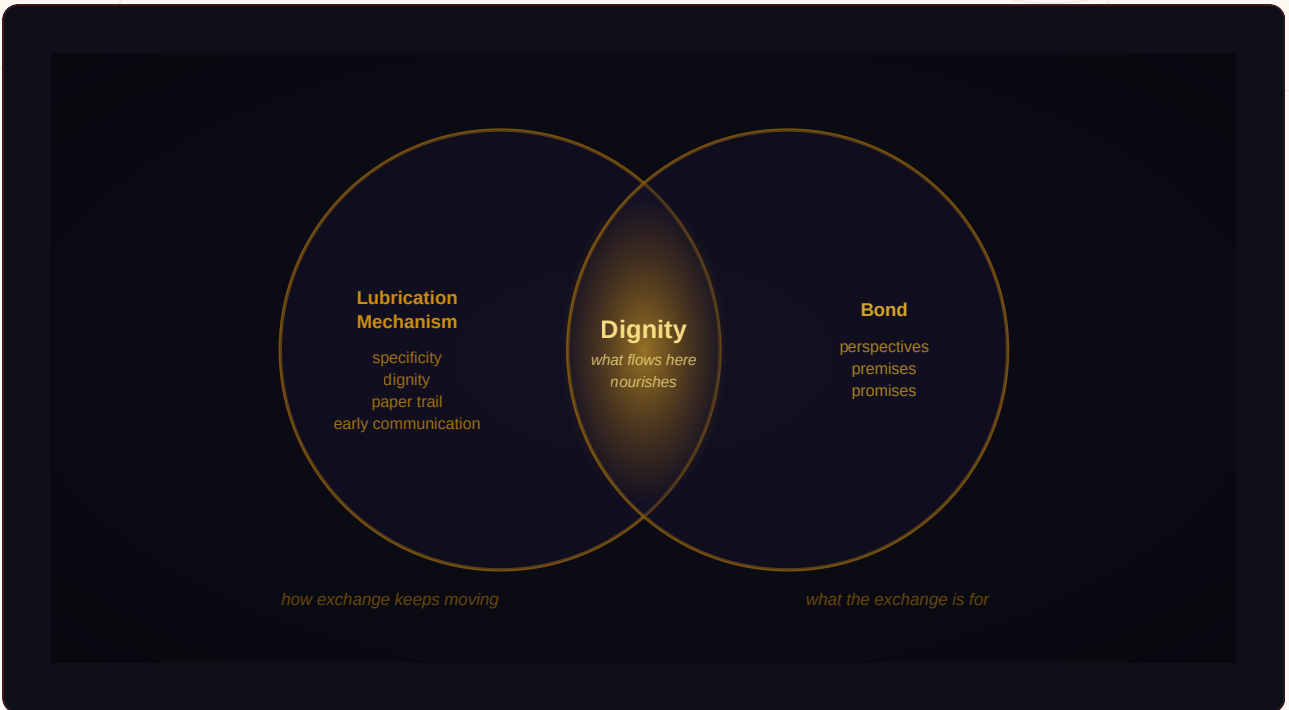 Lubrication
Mechanism
specificity
dignity
paper trail
early communication
Dignity
what flows here
nourishes
Bond
perspectives
premises
promises
how exchange keeps moving
what the exchange is for